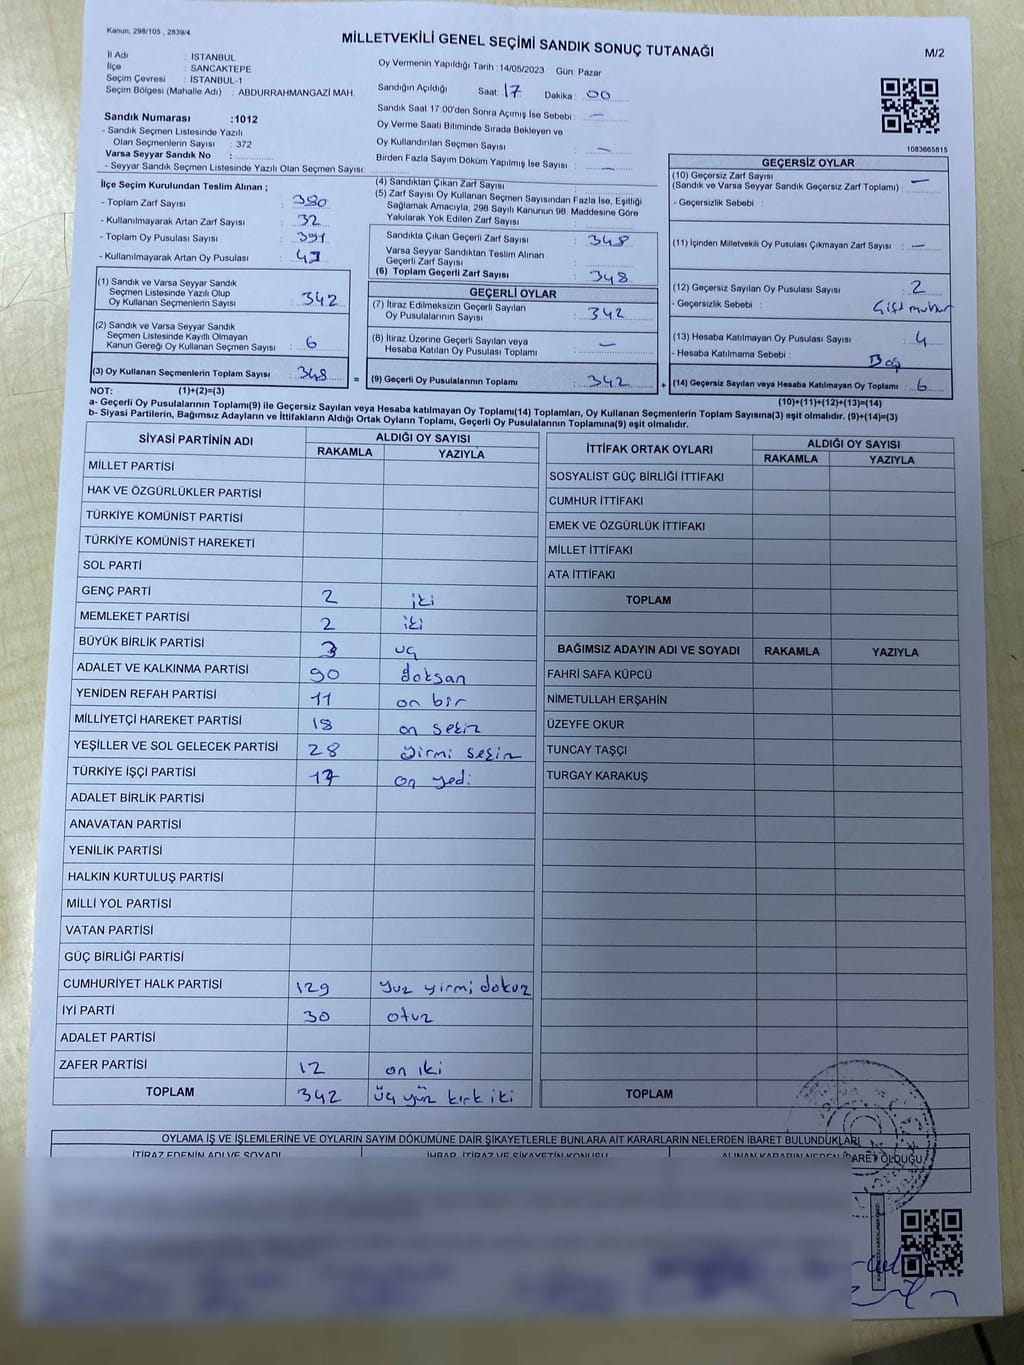 Kanun, 298/105 , 2839/4
MİLLETVEKİLİ GENEL SEÇİMİ SANDIK SONUÇ TUTANAĞI
M/2
İl Adı : İSTANBUL
İlçe : SANCAKTEPE
Seçim Çevresi : İSTANBUL-1
Seçim Bölgesi (Mahalle Adı) : ABDURRAHMANGAZİ MAH.
Sandık Numarası :1012
- Sandık Seçmen Listesinde Yazılı
Olan Seçmenlerin Sayısı : 372
Varsa Seyyar Sandık No :
- Seyyar Sandık Seçmen Listesinde Yazılı Olan Seçmen Sayısı:
Oy Vermenin Yapıldığı Tarih :14/05/2023 Gün: Pazar
Sandığın Açıldığı Saat: 17 Dakika : 00
Sandık Saat 17:00'den Sonra Açımış İse Sebebi : —
Oy Verme Saati Bitiminde Sırada Bekleyen ve
Oy Kullandırılan Seçmen Sayısı : —
Birden Fazla Sayım Döküm Yapılmış İse Sayısı : —
1083665815
İlçe Seçim Kurulundan Teslim Alınan ;
- Toplam Zarf Sayısı : 380
- Kullanılmayarak Artan Zarf Sayısı : 32
- Toplam Oy Pusulası Sayısı : 391
- Kullanılmayarak Artan Oy Pusulası : 43
(1) Sandık ve Varsa Seyyar Sandık
Seçmen Listesinde Yazılı Olup
Oy Kullanan Seçmenlerin Sayısı : 342
(2) Sandık ve Varsa Seyyar Sandık
Seçmen Listesinde Kayıtlı Olmayan
Kanun Gereği Oy Kullanan Seçmen Sayısı : 6
(3) Oy Kullanan Seçmenlerin Toplam Sayısı : 348
(4) Sandıktan Çıkan Zarf Sayısı :
(5) Zarf Sayısı Oy Kullanan Seçmen Sayısından Fazla İse, Eşitliği
Sağlamak Amacıyla, 298 Sayılı Kanunun 98. Maddesine Göre
Yakılarak Yok Edilen Zarf Sayısı :
Sandıkta Çıkan Geçerli Zarf Sayısı : 348
Varsa Seyyar Sandıktan Teslim Alınan
Geçerli Zarf Sayısı :
(6) Toplam Geçerli Zarf Sayısı : 348
GEÇERLİ OYLAR
(7) İtiraz Edilmeksizin Geçerli Sayılan
Oy Pusulalarının Sayısı : 342
(8) İtiraz Üzerine Geçerli Sayılan veya
Hesaba Katılan Oy Pusulası Toplamı : —
= (9) Geçerli Oy Pusulalarının Toplamı : 342 +
GEÇERSİZ OYLAR
(10) Geçersiz Zarf Sayısı : —
(Sandık ve Varsa Seyyar Sandık Geçersiz Zarf Toplamı)
- Geçersizlik Sebebi :
(11) İçinden Milletvekili Oy Pusulası Çıkmayan Zarf Sayısı : —
(12) Geçersiz Sayılan Oy Pusulası Sayısı : 2
- Geçersizlik Sebebi : Çift mühür
(13) Hesaba Katılmayan Oy Pusulası Sayısı : 4
- Hesaba Katılmama Sebebi : Boş
(14) Geçersiz Sayılan veya Hesaba Katılmayan Oy Toplamı : 6
NOT: (1)+(2)=(3)
(10)+(11)+(12)+(13)=(14)
a- Geçerli Oy Pusulalarının Toplamı(9) ile Geçersiz Sayılan veya Hesaba katılmayan Oy Toplamı(14) Toplamları, Oy Kullanan Seçmenlerin Toplam Sayısına(3) eşit olmalıdır. (9)+(14)=(3)
b- Siyasi Partilerin, Bağımsız Adayların ve İttifakların Aldığı Ortak Oyların Toplamı, Geçerli Oy Pusulalarının Toplamına(9) eşit olmalıdır.
SİYASİ PARTİNİN ADI ALDIĞI OY SAYISI
RAKAMLA YAZIYLA
MİLLET PARTİSİ
HAK VE ÖZGÜRLÜKLER PARTİSİ
TÜRKİYE KOMÜNİST PARTİSİ
TÜRKİYE KOMÜNİST HAREKETİ
SOL PARTİ
GENÇ PARTİ 2 iki
MEMLEKET PARTİSİ 2 iki
BÜYÜK BİRLİK PARTİSİ 3 uç
ADALET VE KALKINMA PARTİSİ 90 doksan
YENİDEN REFAH PARTİSİ 11 on bir
MİLLİYETÇİ HAREKET PARTİSİ 18 on sekiz
YEŞİLLER VE SOL GELECEK PARTİSİ 28 yirmi sekiz
TÜRKİYE İŞÇİ PARTİSİ 17 on yedi
ADALET BİRLİK PARTİSİ
ANAVATAN PARTİSİ
YENİLİK PARTİSİ
HALKIN KURTULUŞ PARTİSİ
MİLLİ YOL PARTİSİ
VATAN PARTİSİ
GÜÇ BİRLİĞİ PARTİSİ
CUMHURİYET HALK PARTİSİ 129 yuz yirmi dokuz
İYİ PARTİ 30 otuz
ADALET PARTİSİ
ZAFER PARTİSİ 12 on iki
TOPLAM 342 üç yüz kırk iki
İTTİFAK ORTAK OYLARI ALDIĞI OY SAYISI
RAKAMLA YAZIYLA
SOSYALİST GÜÇ BİRLİĞİ İTTİFAKI
CUMHUR İTTİFAKI
EMEK VE ÖZGÜRLÜK İTTİFAKI
MİLLET İTTİFAKI
ATA İTTİFAKI
TOPLAM
BAĞIMSIZ ADAYIN ADI VE SOYADI RAKAMLA YAZIYLA
FAHRİ SAFA KÜPCÜ
NİMETULLAH ERŞAHİN
ÜZEYFE OKUR
TUNCAY TAŞÇI
TURGAY KARAKUŞ
TOPLAM
OYLAMA İŞ VE İŞLEMLERİNE VE OYLARIN SAYIM DÖKÜMÜNE DAİR ŞİKAYETLERLE BUNLARA AİT KARARLARIN NELERDEN İBARET BULUNDUKLARI
İTİRAZ EDENİN ADI VE SOYADI İHBAR, İTİRAZ VE ŞİKAYETİN KONUSU ALINAN KARARIN NEDEN İBARET OLDUĞU